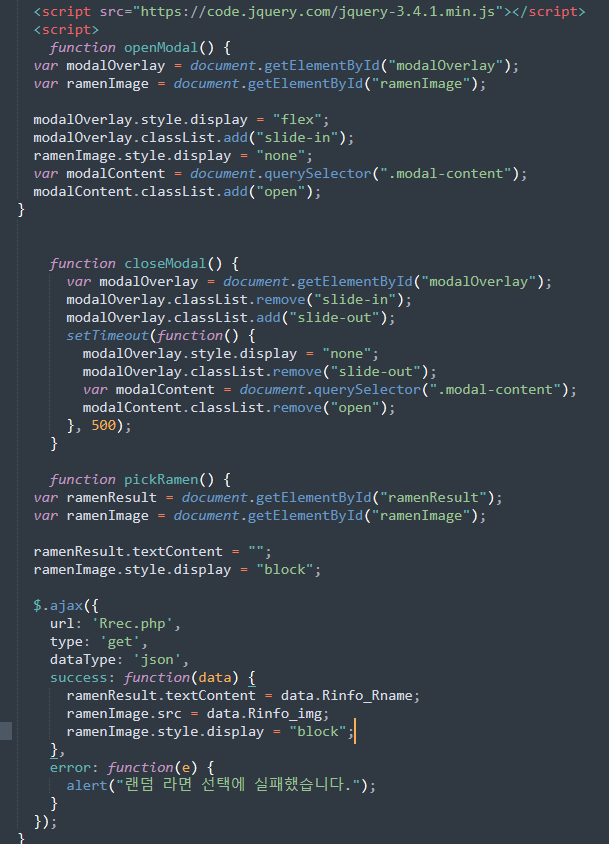 <script src="https://code.jquery.com/jquery-3.4.1.min.js"></script>
<script>
function openModal() {
var modalOverlay = document.getElementById("modalOverlay");
var ramenImage = document.getElementById("ramenImage");
modalOverlay.style.display = "flex";
modalOverlay.classList.add("slide-in");
ramenImage.style.display = "none";
var modalContent = document.querySelector(".modal-content");
modalContent.classList.add("open");
}
function closeModal() {
var modalOverlay = document.getElementById("modalOverlay");
modalOverlay.classList.remove("slide-in");
modalOverlay.classList.add("slide-out");
setTimeout(function() {
modalOverlay.style.display = "none";
modalOverlay.classList.remove("slide-out");
var modalContent = document.querySelector(".modal-content");
modalContent.classList.remove("open");
}, 500);
}
function pickRamen() {
var ramenResult = document.getElementById("ramenResult");
var ramenImage = document.getElementById("ramenImage");
ramenResult.textContent = "";
ramenImage.style.display = "block";
$.ajax({
url: 'Rrec.php',
type: 'get',
dataType: 'json',
success: function(data) {
ramenResult.textContent = data.Rinfo_Rname;
ramenImage.src = data.Rinfo_img;
ramenImage.style.display = "block";
},
error: function(e) {
alert("랜덤 라면 선택에 실패했습니다.");
}
});
}